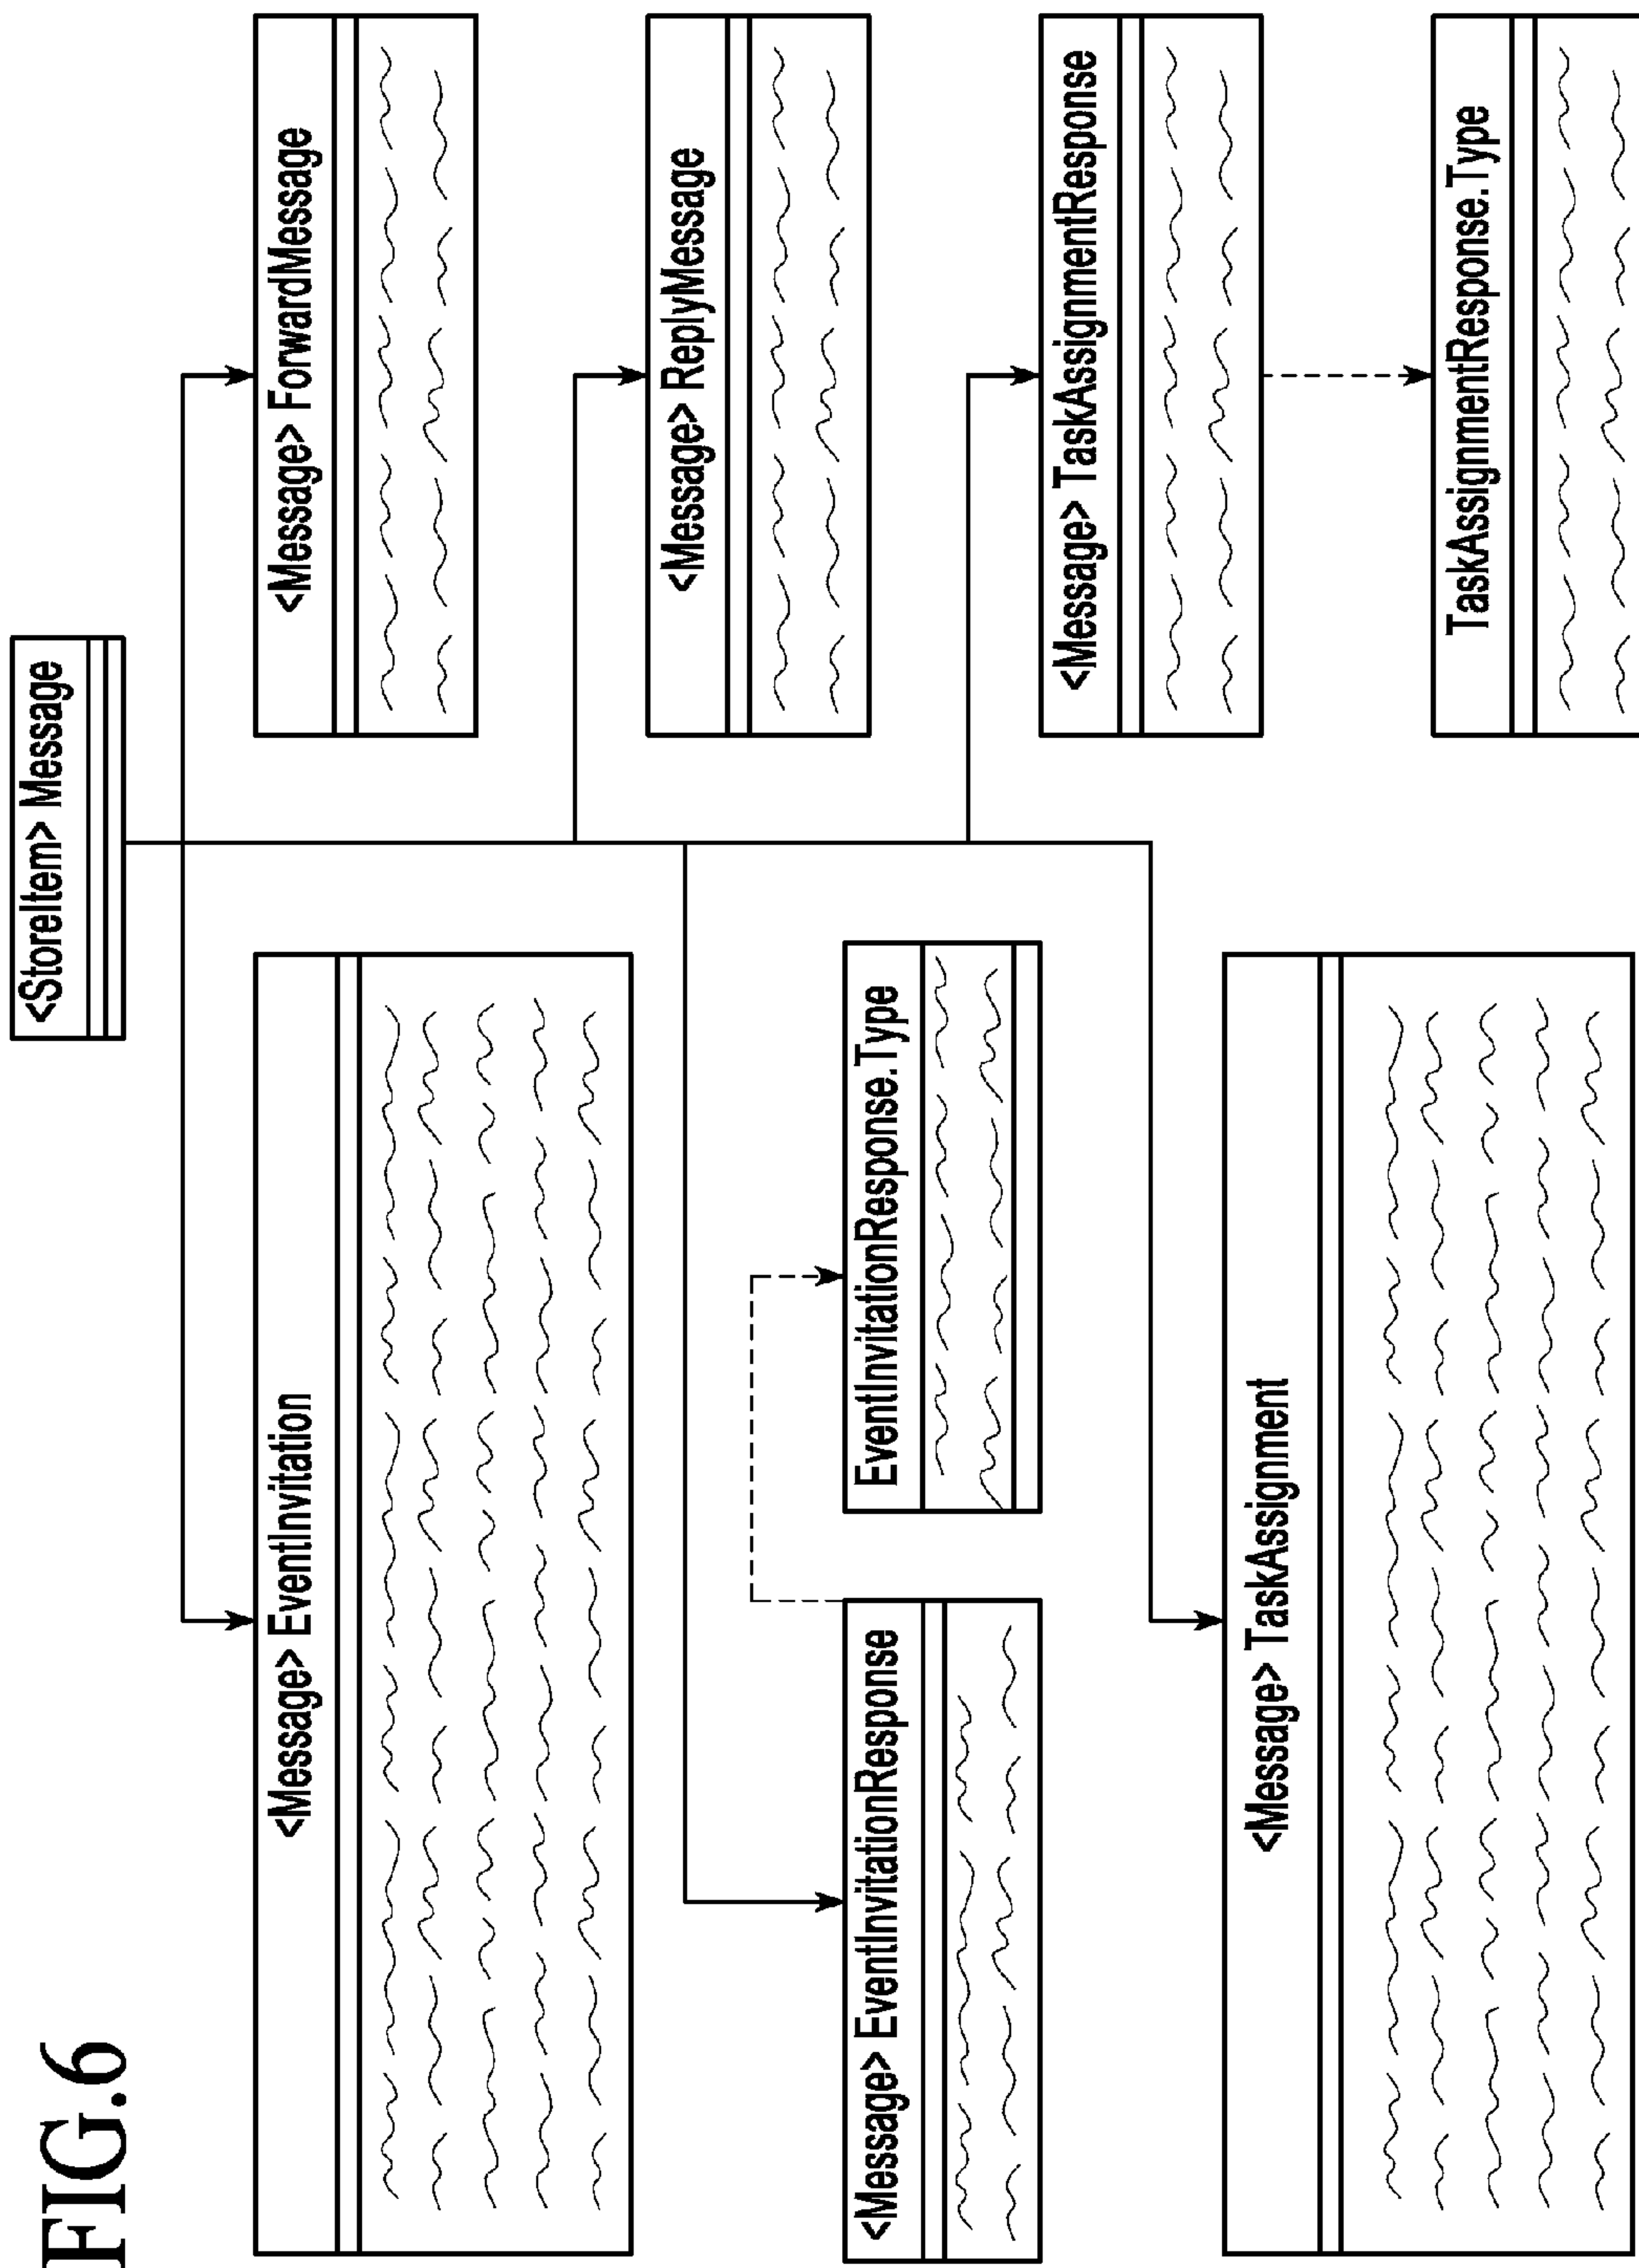 FIG.6
<StoreItem> Message
<Message> EventInvitation
<Message> ForwardMessage
<Message> ReplyMessage
<Message> EventInvitationResponse
EventInvitationResponse.Type
<Message> TaskAssignmentResponse
<Message> TaskAssignment
TaskAssignmentResponse.Type